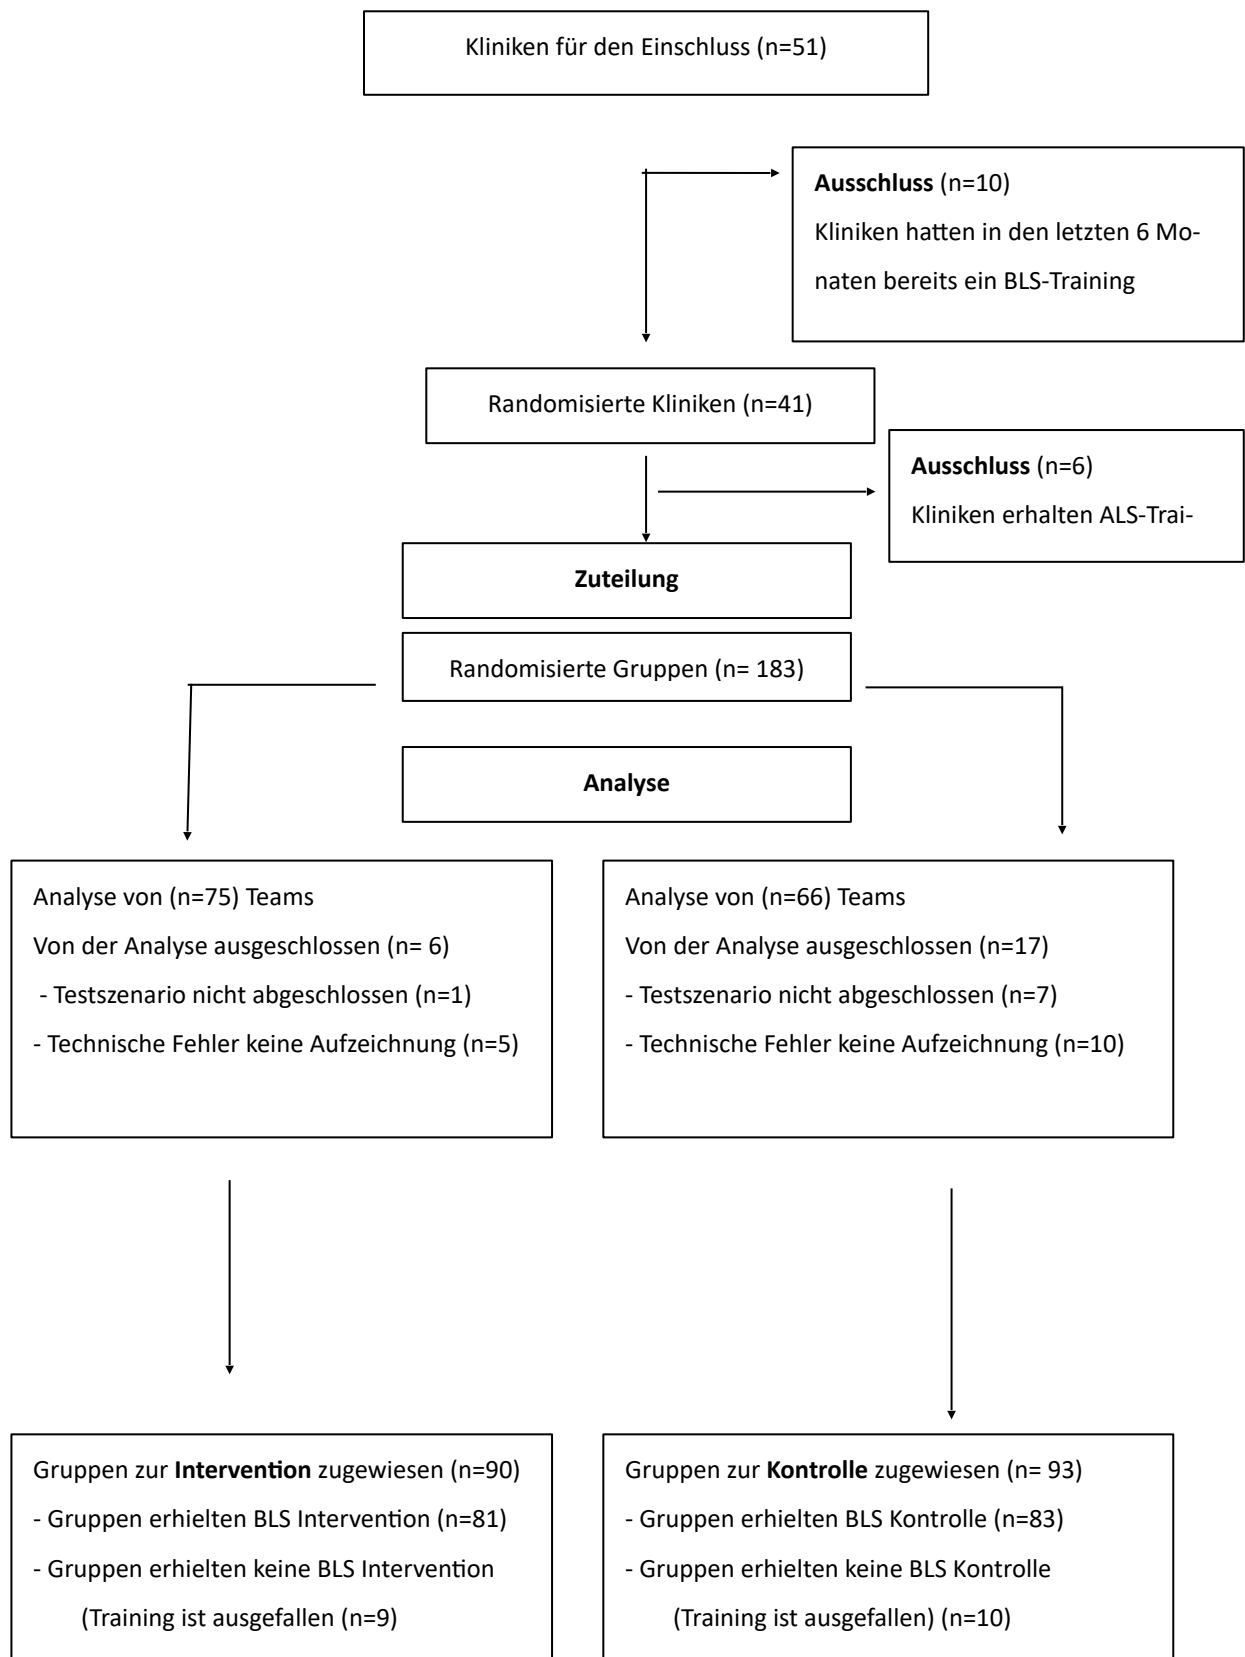 Kliniken für den Einschluss (n=51)
Ausschluss (n=10)
Kliniken hatten in den letzten 6 Mo-
naten bereits ein BLS-Training
Randomisierte Kliniken (n=41)
Ausschluss (n=6)
Kliniken erhalten ALS-Trai-
Zuteilung
Randomisierte Gruppen (n= 183)
Analyse
Analyse von (n=75) Teams
Von der Analyse ausgeschlossen (n= 6)
- Testszenario nicht abgeschlossen (n=1)
- Technische Fehler keine Aufzeichnung (n=5)
Analyse von (n=66) Teams
Von der Analyse ausgeschlossen (n=17)
- Testszenario nicht abgeschlossen (n=7)
- Technische Fehler keine Aufzeichnung (n=10)
Gruppen zur Intervention zugewiesen (n=90)
- Gruppen erhielten BLS Intervention (n=81)
- Gruppen erhielten keine BLS Intervention
(Training ist ausgefallen (n=9)
Gruppen zur Kontrolle zugewiesen (n= 93)
- Gruppen erhielten BLS Kontrolle (n=83)
- Gruppen erhielten keine BLS Kontrolle
(Training ist ausgefallen) (n=10)